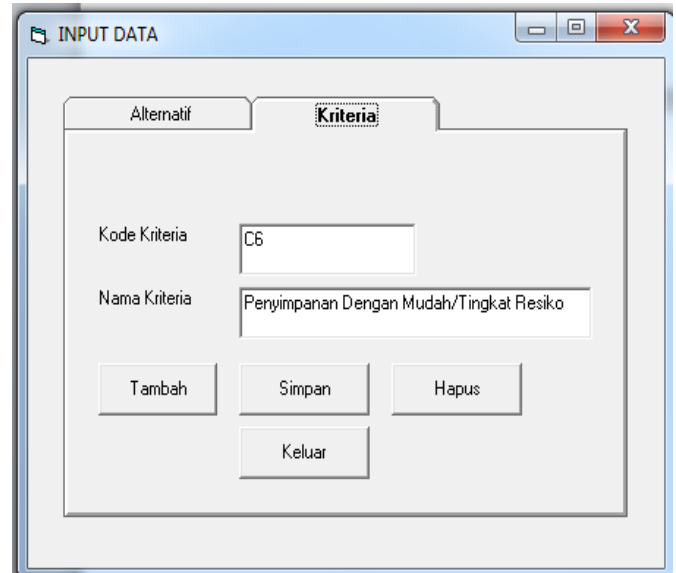 INPUT DATA
Alternatif
Kriteria
Kode Kriteria
C6
Nama Kriteria
Penyimpanan Dengan Mudah/Tingkat Resiko
Tambah
Simpan
Hapus
Keluar